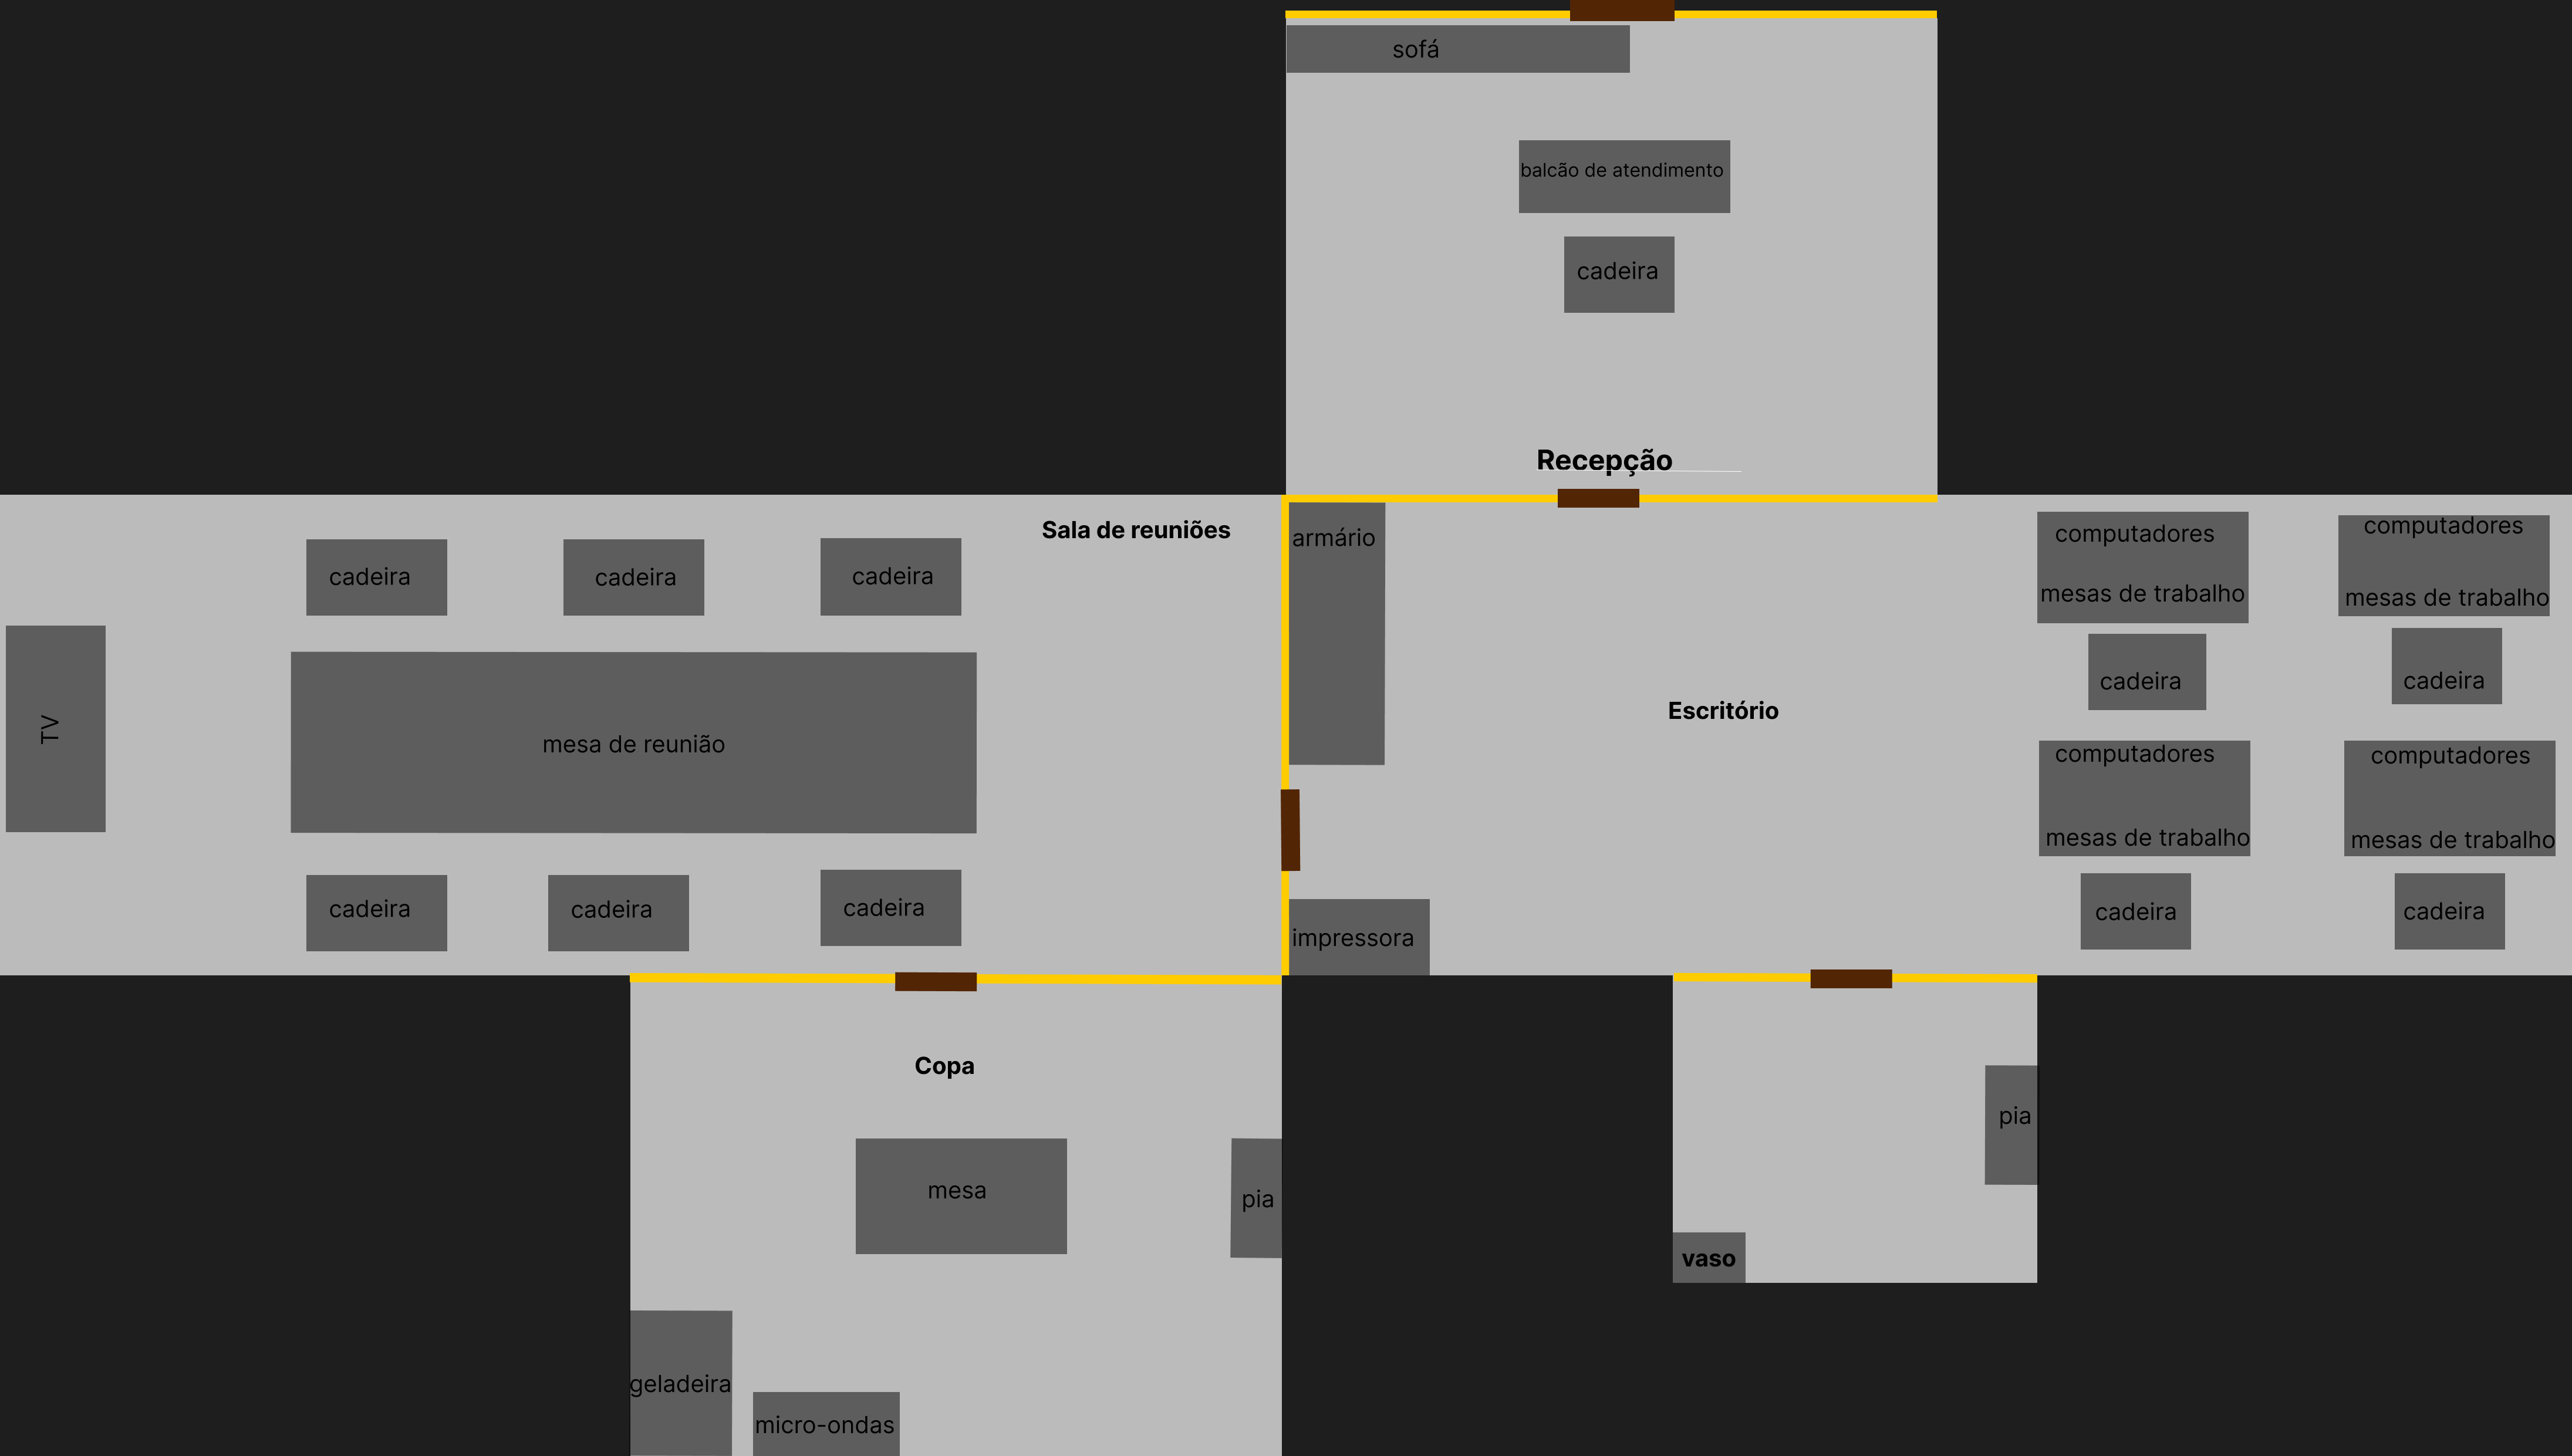 sofá
balcão de atendimento
cadeira
Recepção
Sala de reuniões
cadeira
cadeira
cadeira
TV
mesa de reunião
cadeira
cadeira
cadeira
armário
Escritório
impressora
computadores
mesas de trabalho
cadeira
computadores
mesas de trabalho
cadeira
computadores
mesas de trabalho
cadeira
computadores
mesas de trabalho
cadeira
Copa
mesa
pia
geladeira
micro-ondas
pia
vaso